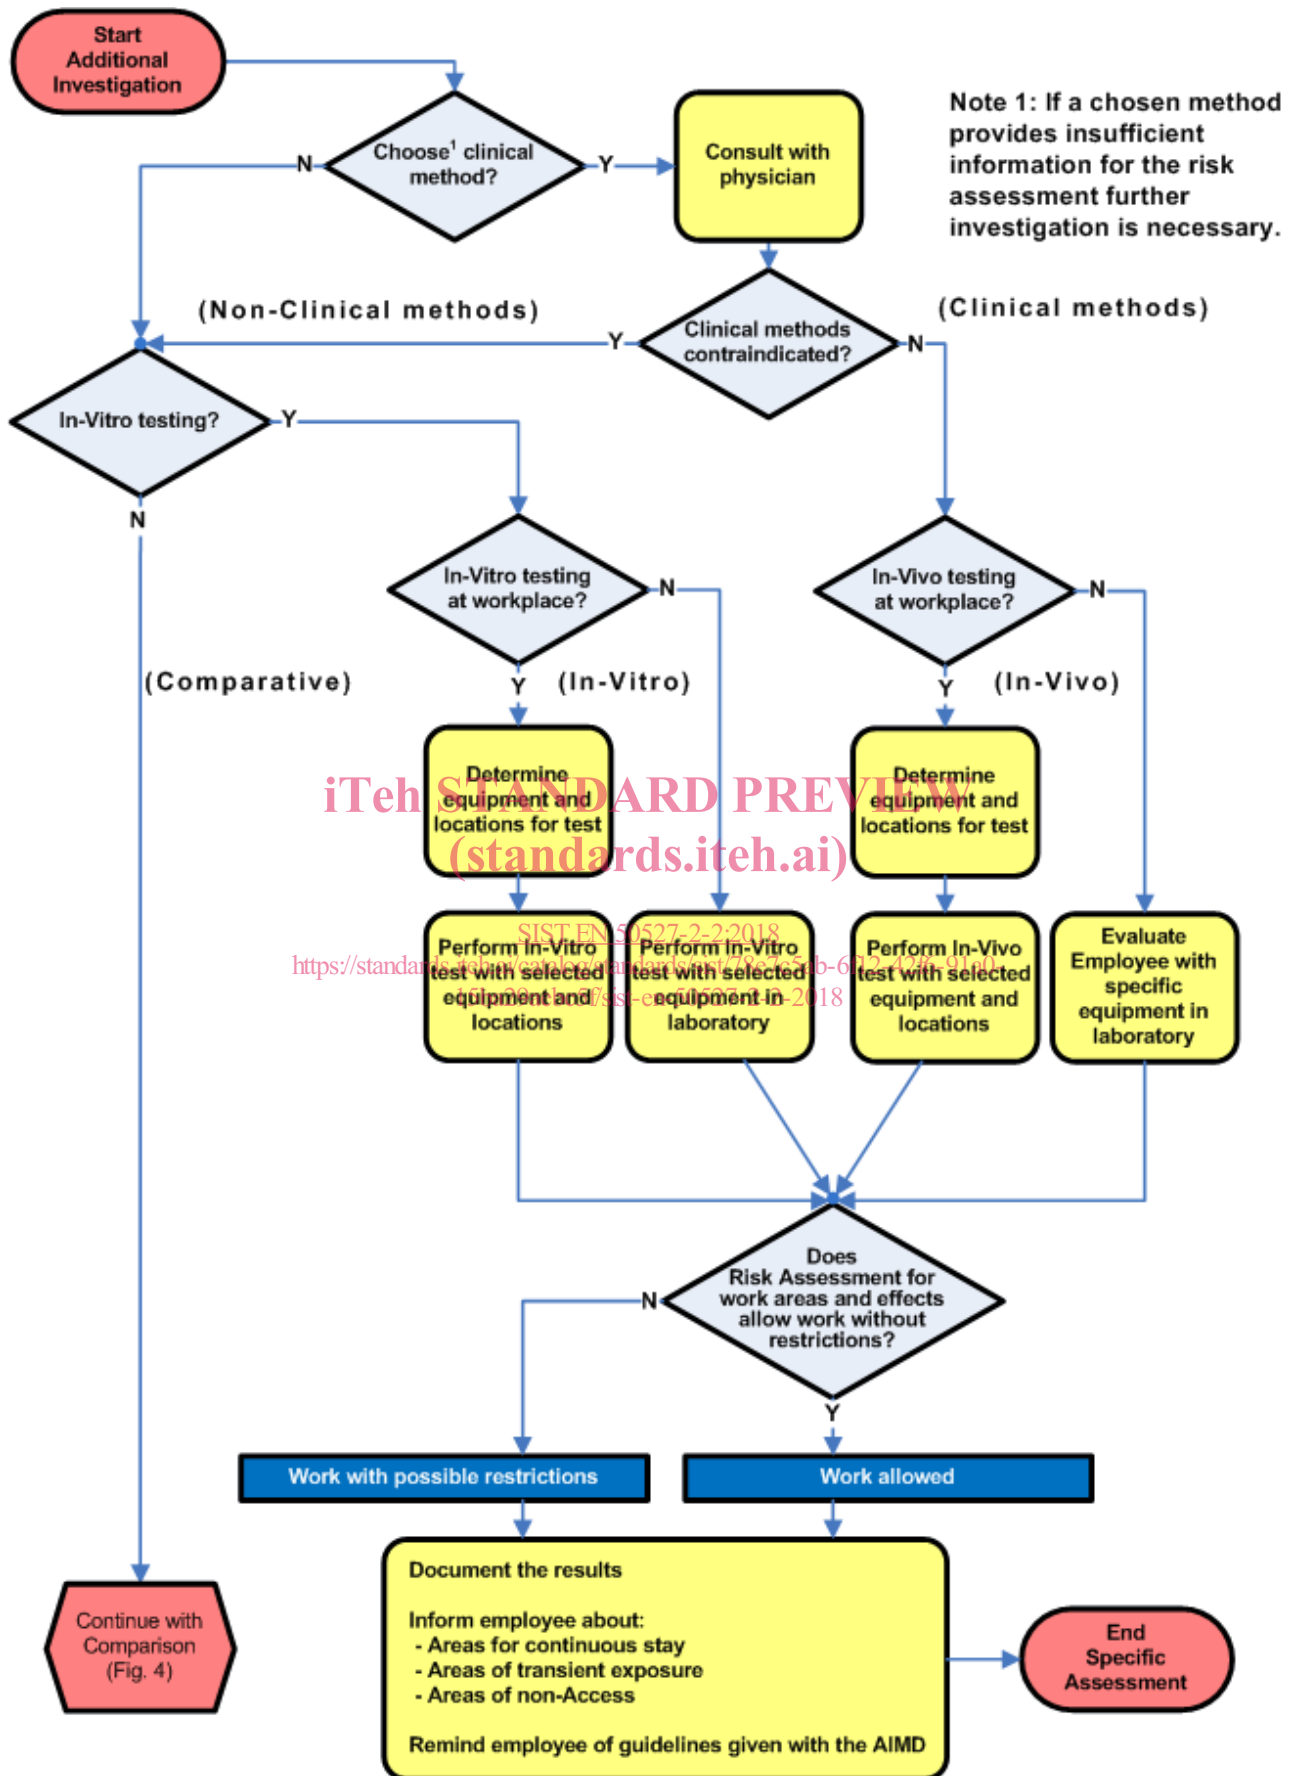 Start
Additional
Investigation
Choose¹ clinical
method?
N
Y
Consult with
physician
Note 1: If a chosen method
provides insufficient
information for the risk
assessment further
investigation is necessary.
(Non-Clinical methods)
(Clinical methods)
Clinical methods
contraindicated?
Y
N
In-Vitro testing?
Y
N
In-Vitro testing
at workplace?
N
Y
In-Vivo testing
at workplace?
N
Y
(Comparative)
(In-Vitro)
(In-Vivo)
Determine
equipment and
locations for test
Determine
equipment and
locations for test
iTeh STANDARD PREVIEW
(standards.iteh.ai)
SIST EN 50527-2-2:2018
Perform In-Vitro
test with selected
equipment and
locations
Perform In-Vitro
test with selected
equipment in
laboratory
Perform In-Vivo
test with selected
equipment and
locations
Evaluate
Employee with
specific
equipment in
laboratory
Does
Risk Assessment for
work areas and effects
allow work without
restrictions?
N
Y
Work with possible restrictions
Work allowed
Document the results
Inform employee about:
- Areas for continuous stay
- Areas of transient exposure
- Areas of non-Access
Remind employee of guidelines given with the AIMD
Continue with
Comparison
(Fig. 4)
End
Specific
Assessment